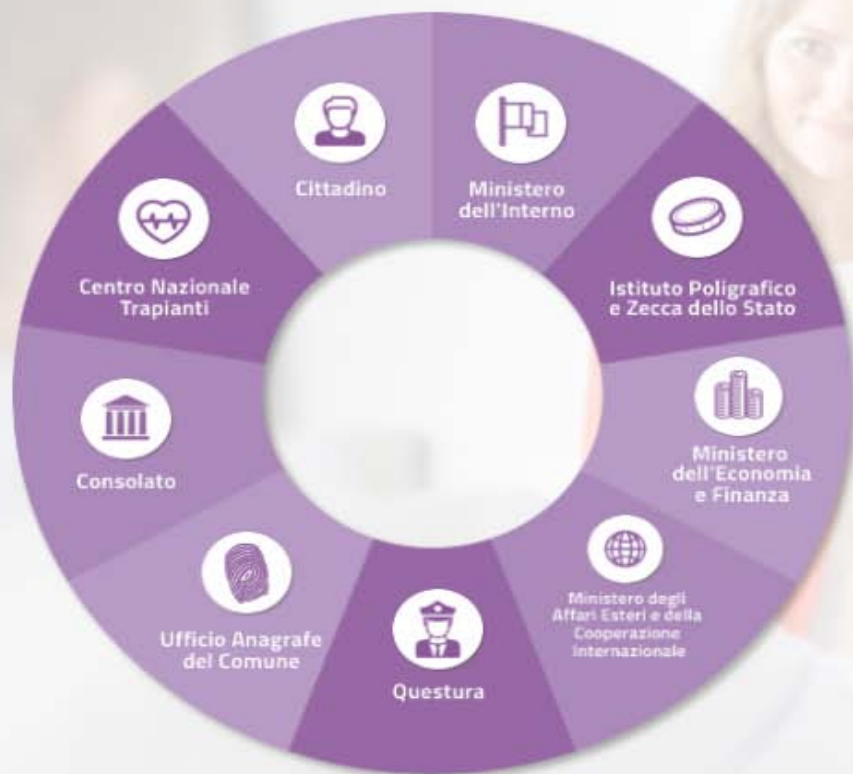 Cittadino
Ministero
dell'Interno
Istituto Poligrafico
e Zecca dello Stato
Ministero
dell'Economia
e Finanza
Ministero degli
Affari Esteri e della
Cooperazione
Internazionale
Questura
Ufficio Anagrafe
del Comune
Consolato
Centro Nazionale
Trapianti